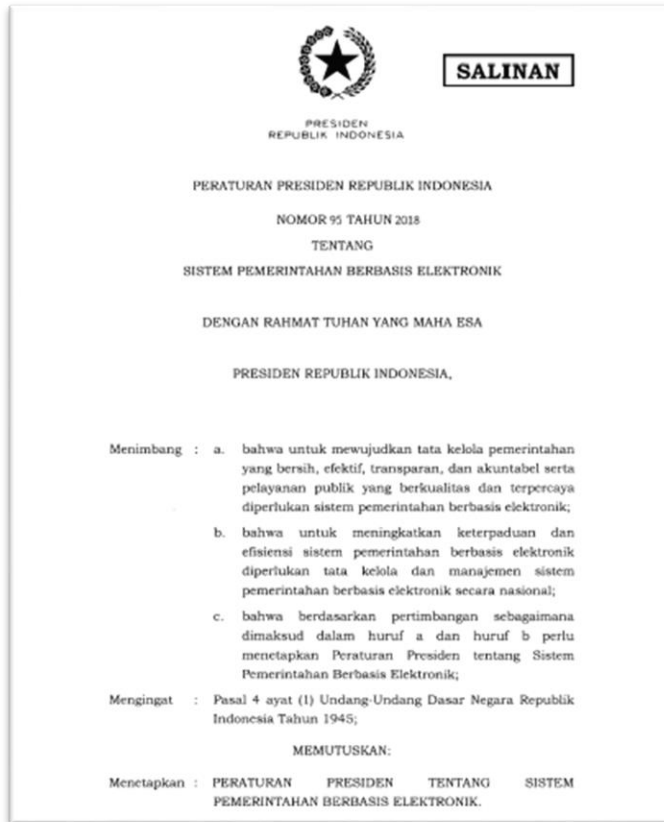 SALINAN
PRESIDEN
REPUBLIK INDONESIA
PERATURAN PRESIDEN REPUBLIK INDONESIA
NOMOR 95 TAHUN 2018
TENTANG
SISTEM PEMERINTAHAN BERBASIS ELEKTRONIK
DENGAN RAHMAT TUHAN YANG MAHA ESA
PRESIDEN REPUBLIK INDONESIA,
Menimbang : a. bahwa untuk mewujudkan tata kelola pemerintahan
yang bersih, efektif, transparan, dan akuntabel serta
pelayanan publik yang berkualitas dan terpercaya
diperlukan sistem pemerintahan berbasis elektronik;
b. bahwa untuk meningkatkan keterpaduan dan
efisiensi sistem pemerintahan berbasis elektronik
diperlukan tata kelola dan manajemen sistem
pemerintahan berbasis elektronik secara nasional;
c. bahwa berdasarkan pertimbangan sebagaimana
dimaksud dalam huruf a dan huruf b perlu
menetapkan Peraturan Presiden tentang Sistem
Pemerintahan Berbasis Elektronik;
Mengingat : Pasal 4 ayat (1) Undang-Undang Dasar Negara Republik
Indonesia Tahun 1945;
MEMUTUSKAN:
Menetapkan : PERATURAN PRESIDEN TENTANG SISTEM
PEMERINTAHAN BERBASIS ELEKTRONIK.